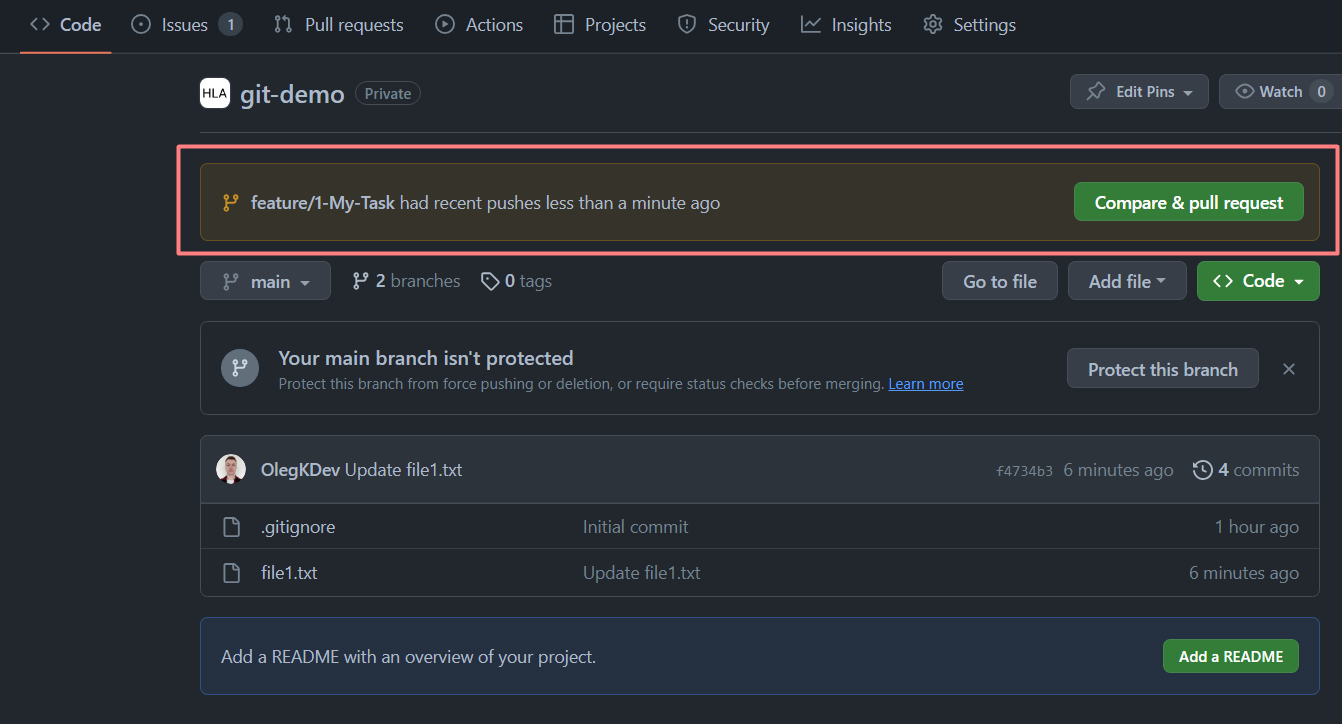 Code Issues 1 Pull requests Actions Projects Security Insights Settings
HLA git-demo Private Edit Pins Watch 0
feature/1-My-Task had recent pushes less than a minute ago Compare & pull request
main 2 branches 0 tags Go to file Add file Code
Your main branch isn't protected
Protect this branch from force pushing or deletion, or require status checks before merging. Learn more Protect this branch
OlegKDev Update file1.txt f4734b3 6 minutes ago 4 commits
.gitignore Initial commit 1 hour ago
file1.txt Update file1.txt 6 minutes ago
Add a README with an overview of your project. Add a README